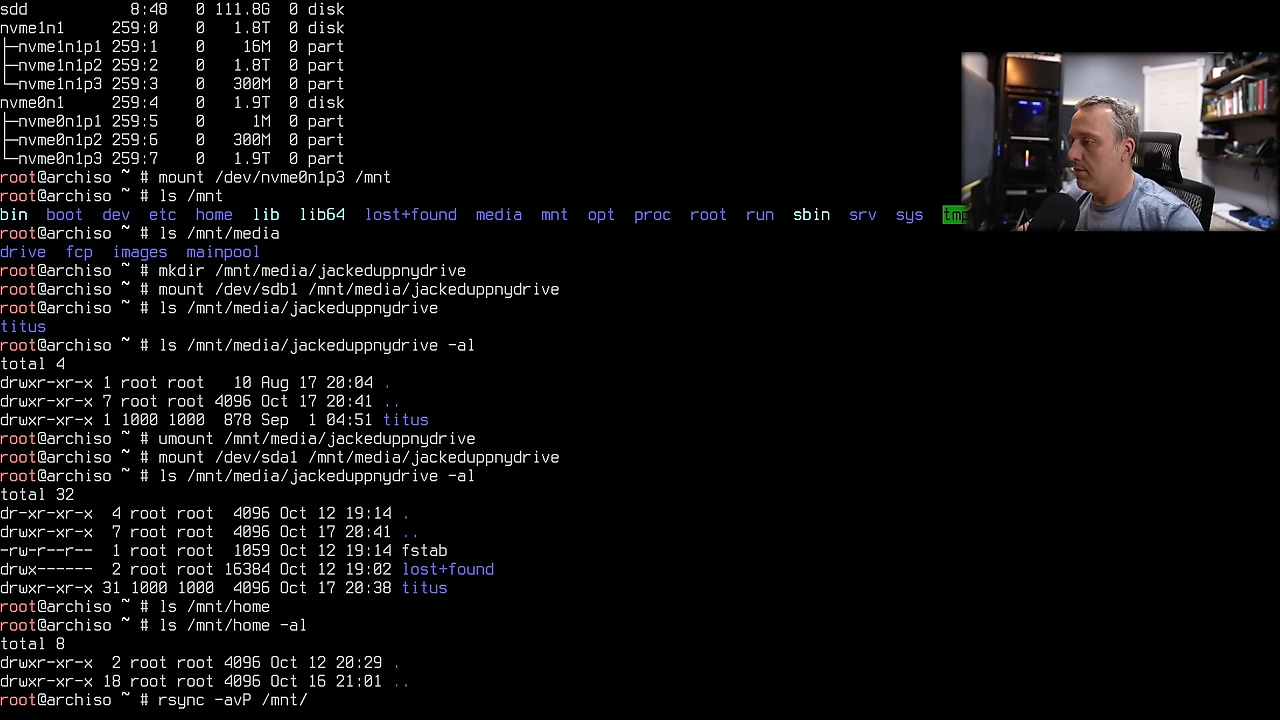 sdd           8:48   0 111.8G  0 disk
nvme1n1     259:0    0   1.8T  0 disk
├─nvme1n1p1 259:1    0    16M  0 part
├─nvme1n1p2 259:2    0   1.8T  0 part
└─nvme1n1p3 259:3    0   300M  0 part
nvme0n1     259:4    0   1.9T  0 disk
├─nvme0n1p1 259:5    0     1M  0 part
├─nvme0n1p2 259:6    0   300M  0 part
└─nvme0n1p3 259:7    0   1.9T  0 part
root@archiso ~ # mount /dev/nvme0n1p3 /mnt
root@archiso ~ # ls /mnt
bin  boot  dev  etc  home  lib  lib64  lost+found  media  mnt  opt  proc  root  run  sbin  srv  sys  tmp
root@archiso ~ # ls /mnt/media
drive  fcp  images  mainpool
root@archiso ~ # mkdir /mnt/media/jackeduppnydrive
root@archiso ~ # mount /dev/sdb1 /mnt/media/jackeduppnydrive
root@archiso ~ # ls /mnt/media/jackeduppnydrive
titus
root@archiso ~ # ls /mnt/media/jackeduppnydrive -al
total 4
drwxr-xr-x 1 root root   10 Aug 17 20:04 .
drwxr-xr-x 7 root root 4096 Oct 17 20:41 ..
drwxr-xr-x 1 1000 1000  878 Sep  1 04:51 titus
root@archiso ~ # umount /mnt/media/jackeduppnydrive
root@archiso ~ # mount /dev/sda1 /mnt/media/jackeduppnydrive
root@archiso ~ # ls /mnt/media/jackeduppnydrive -al
total 32
dr-xr-xr-x  4 root root  4096 Oct 12 19:14 .
drwxr-xr-x  7 root root  4096 Oct 17 20:41 ..
-rw-r--r--  1 root root  1059 Oct 12 19:14 fstab
drwx------  2 root root 16384 Oct 12 19:02 lost+found
drwxr-xr-x 31 1000 1000  4096 Oct 17 20:38 titus
root@archiso ~ # ls /mnt/home
root@archiso ~ # ls /mnt/home -al
total 8
drwxr-xr-x  2 root root 4096 Oct 12 20:29 .
drwxr-xr-x 18 root root 4096 Oct 16 21:01 ..
root@archiso ~ # rsync -avP /mnt/